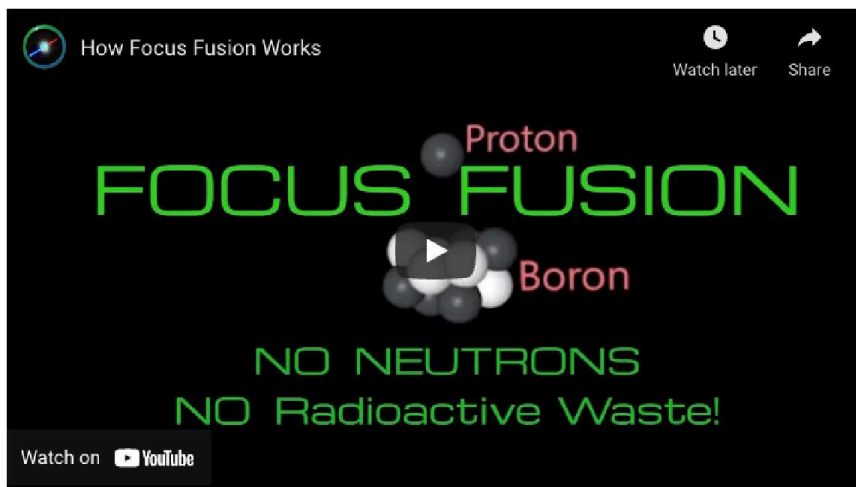 How Focus Fusion Works
Watch later
Share
Proton
FOCUS FUSION
Boron
NO NEUTRONS
NO Radioactive Waste!
Watch on YouTube